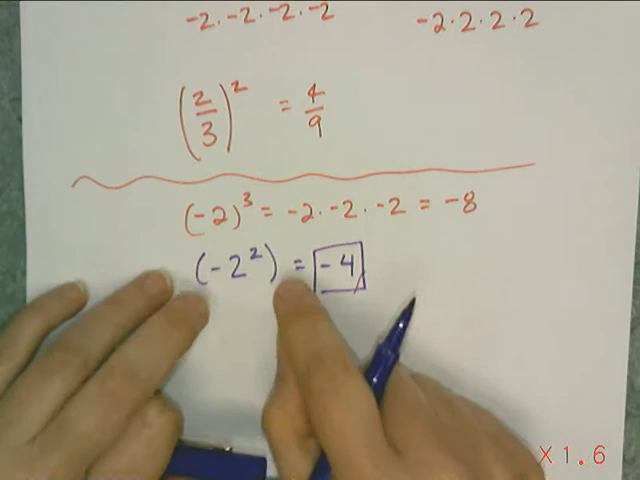 -2·-2·-2·-2 -2·2·2·2
(2/3)² = 4/9
(-2)³ = -2·-2·-2 = -8
(-2²) = -4
X1.6